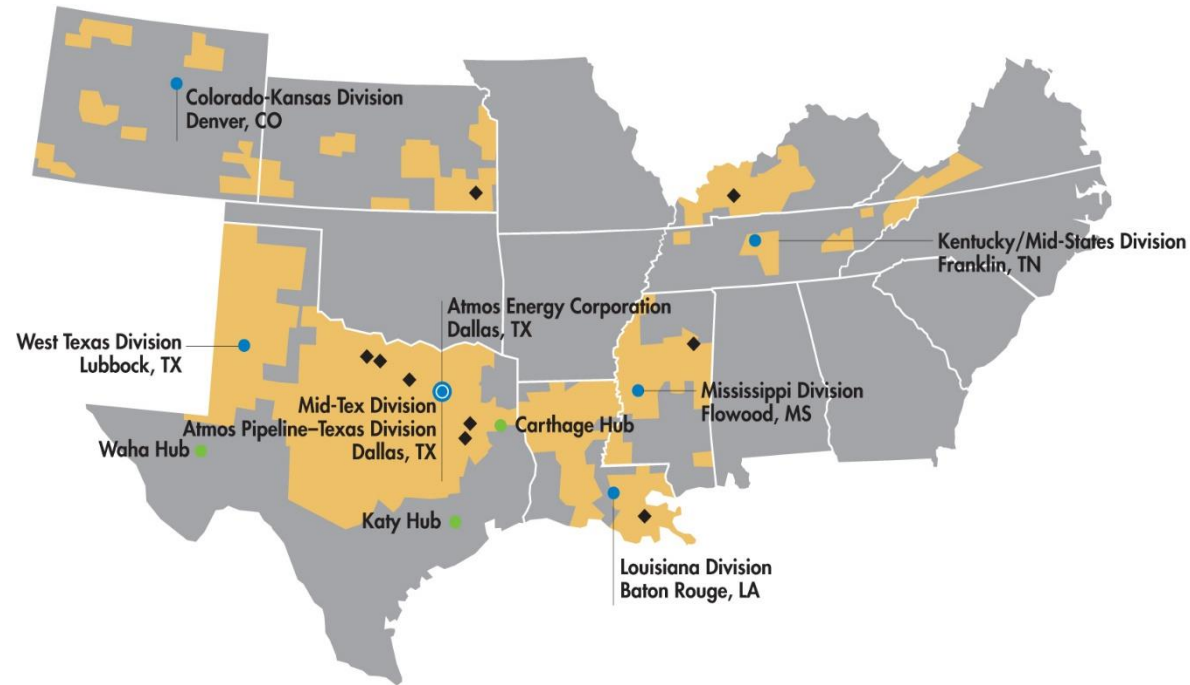 Colorado-Kansas Division
Denver, CO
Kentucky/Mid-States Division
Franklin, TN
Atmos Energy Corporation
Dallas, TX
West Texas Division
Lubbock, TX
Mississippi Division
Flowood, MS
Mid-Tex Division
Atmos Pipeline–Texas Division
Dallas, TX
Carthage Hub
Waha Hub
Katy Hub
Louisiana Division
Baton Rouge, LA